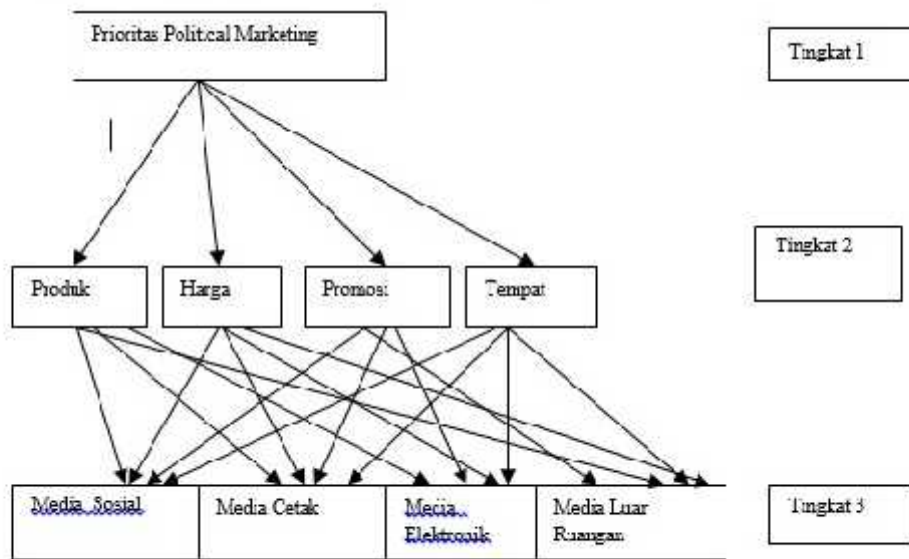 Prioritas Political Marketing
Tingkat 1
Tingkat 2
Produk
Harga
Promosi
Tempat
Media Sosial
Media Cetak
Media
Elektronik
Media Luar
Ruangan
Tingkat 3